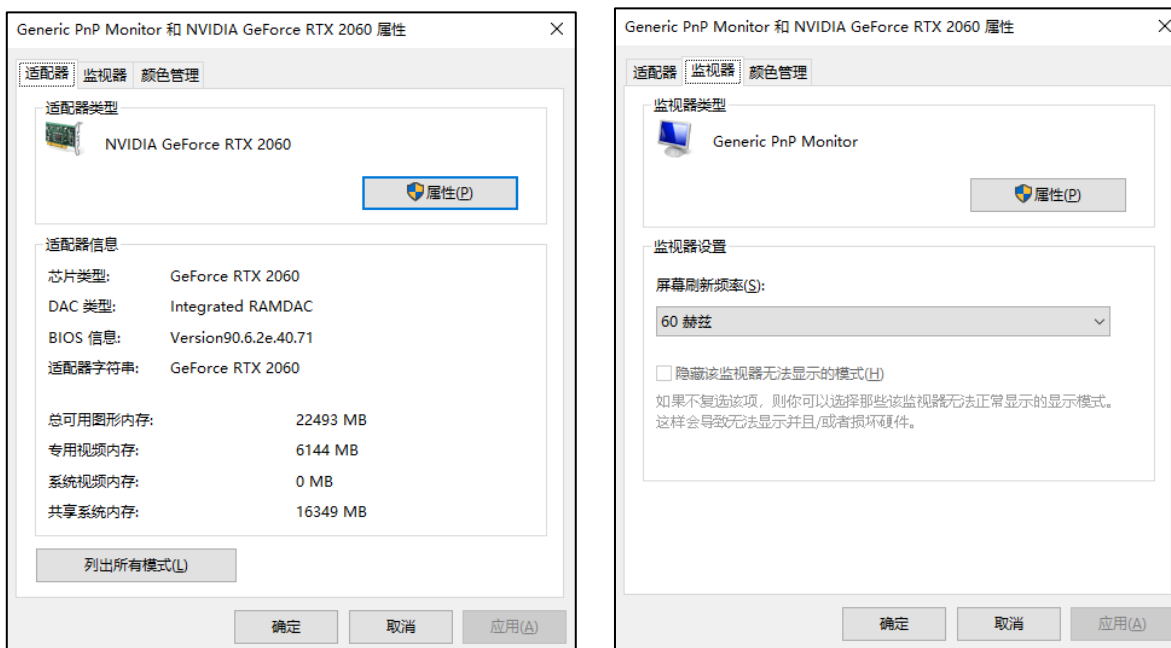 Generic PnP Monitor 和 NVIDIA GeForce RTX 2060 属性
适配器 监视器 颜色管理
适配器类型
NVIDIA GeForce RTX 2060
属性(P)
适配器信息
芯片类型: GeForce RTX 2060
DAC 类型: Integrated RAMDAC
BIOS 信息: Version90.6.2e.40.71
适配器字符串: GeForce RTX 2060
总可用图形内存: 22493 MB
专用视频内存: 6144 MB
系统视频内存: 0 MB
共享系统内存: 16349 MB
列出所有模式(L)
确定 取消 应用(A)
Generic PnP Monitor 和 NVIDIA GeForce RTX 2060 属性
适配器 监视器 颜色管理
监视器类型
Generic PnP Monitor
属性(P)
监视器设置
屏幕刷新频率(S):
60 赫兹
隐藏该监视器无法显示的模式(H)
如果不复选该项，则你可以选择那些该监视器无法正常显示的显示模式。
这样会导致无法显示并且/或者损坏硬件。
确定 取消 应用(A)